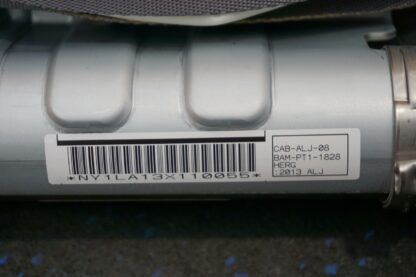 CAB-ALJ-08
BAM-PT1-1828
HERG
:2013 ALJ
*NY1LA13X110055*